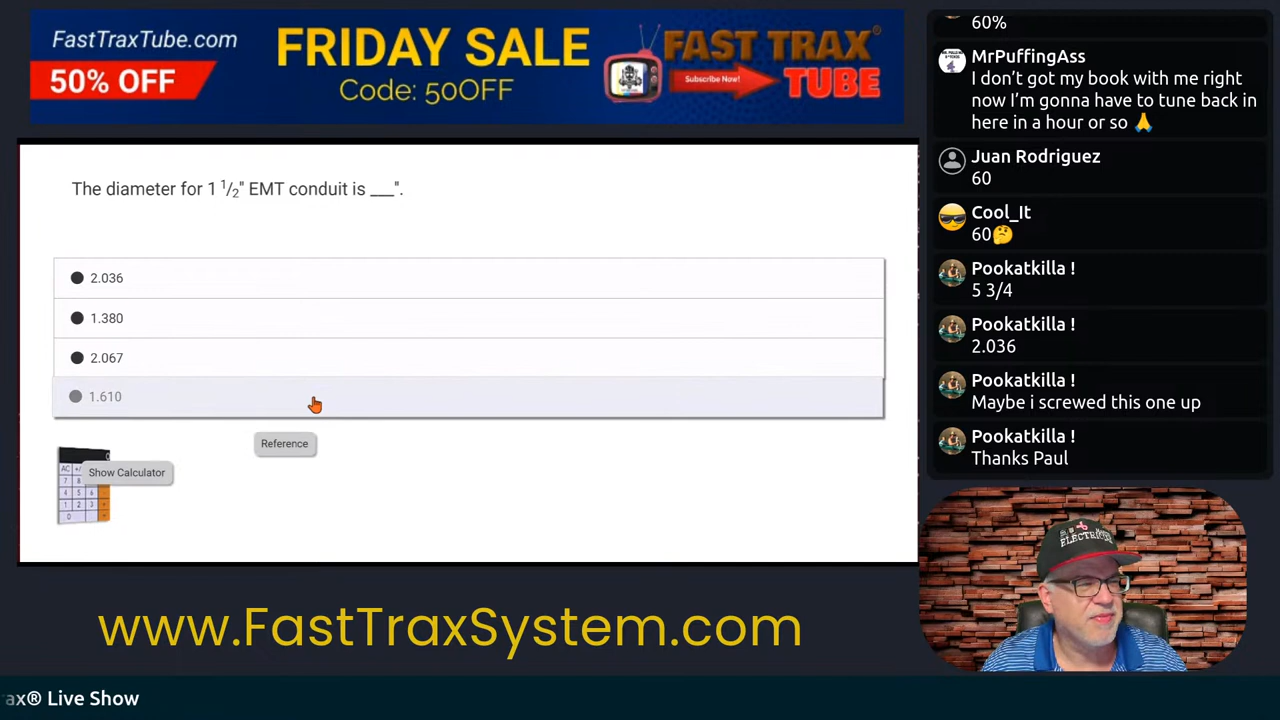 FastTraxTube.com
50% OFF
FRIDAY SALE
Code: 50OFF
FAST TRAX®
Subscribe Now!
TUBE
The diameter for 1 1/2" EMT conduit is ___".
2.036
1.380
2.067
1.610
Reference
Show Calculator
www.FastTraxSystem.com
ax® Live Show
60%
MrPuffingAss
I don't got my book with me right
now I'm gonna have to tune back in
here in a hour or so 🙏
Juan Rodriguez
60
Cool_It
60🤔
Pookatkilla !
5 3/4
Pookatkilla !
2.036
Pookatkilla !
Maybe i screwed this one up
Pookatkilla !
Thanks Paul